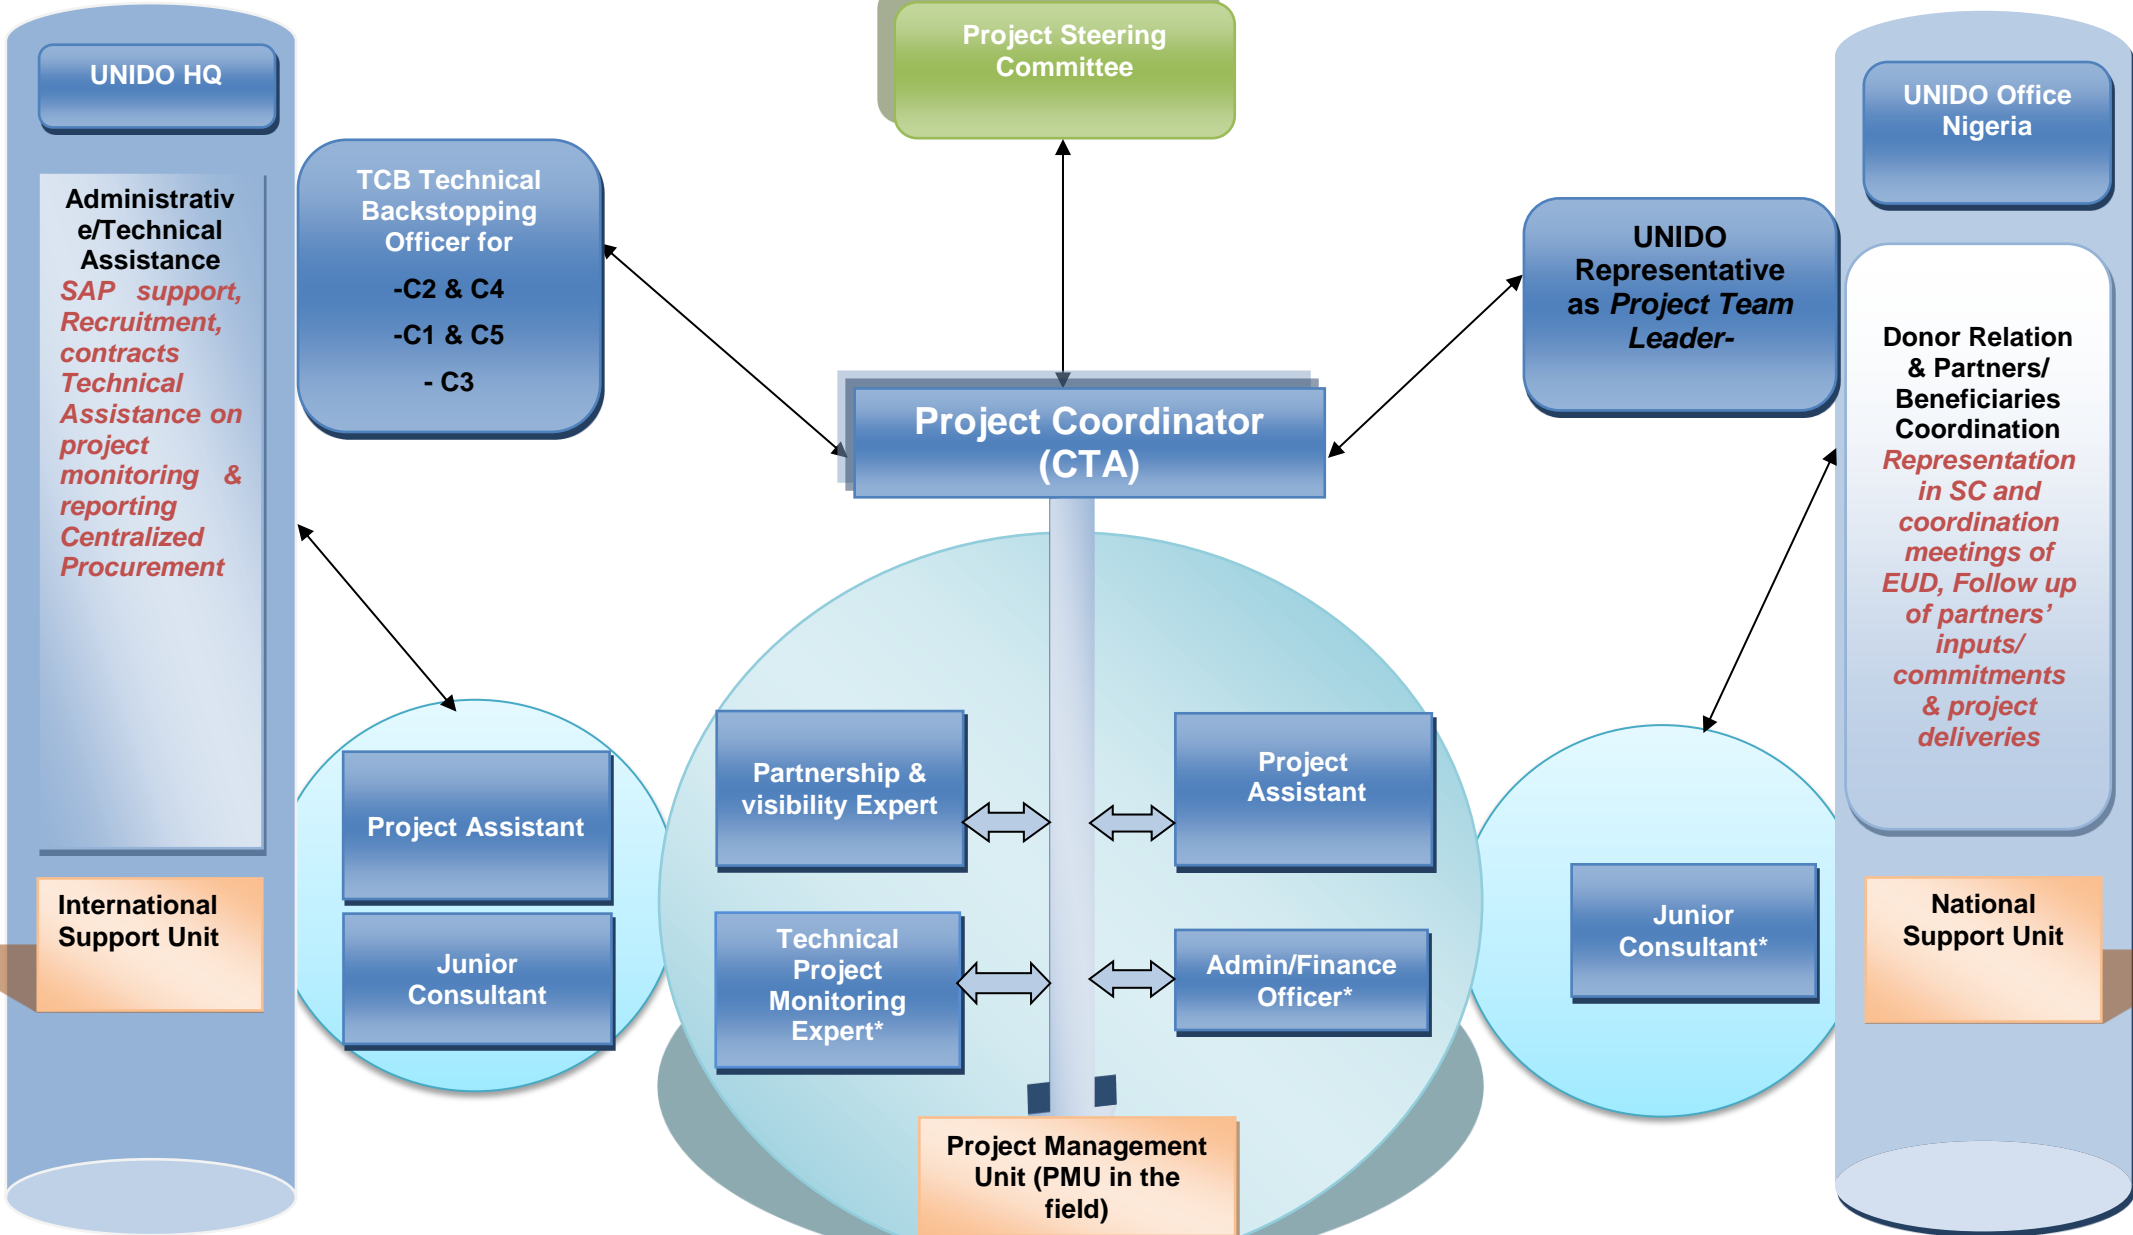 UNIDO HQ
Administrativ
e/Technical
Assistance
SAP support,
Recruitment,
contracts
Technical
Assistance on
project
monitoring &
reporting
Centralized
Procurement
International
Support Unit
TCB Technical
Backstopping
Officer for
-C2 & C4
-C1 & C5
- C3
Project Steering
Committee
Project Coordinator
(CTA)
UNIDO
Representative
as Project Team
Leader-
UNIDO Office
Nigeria
Donor Relation
& Partners/
Beneficiaries
Coordination
Representation
in SC and
coordination
meetings of
EUD, Follow up
of partners’
inputs/
commitments
& project
deliveries
National
Support Unit
Project Assistant
Junior
Consultant
Partnership &
visibility Expert
Technical
Project
Monitoring
Expert*
Project
Assistant
Admin/Finance
Officer*
Junior
Consultant*
Project Management
Unit (PMU in the
field)